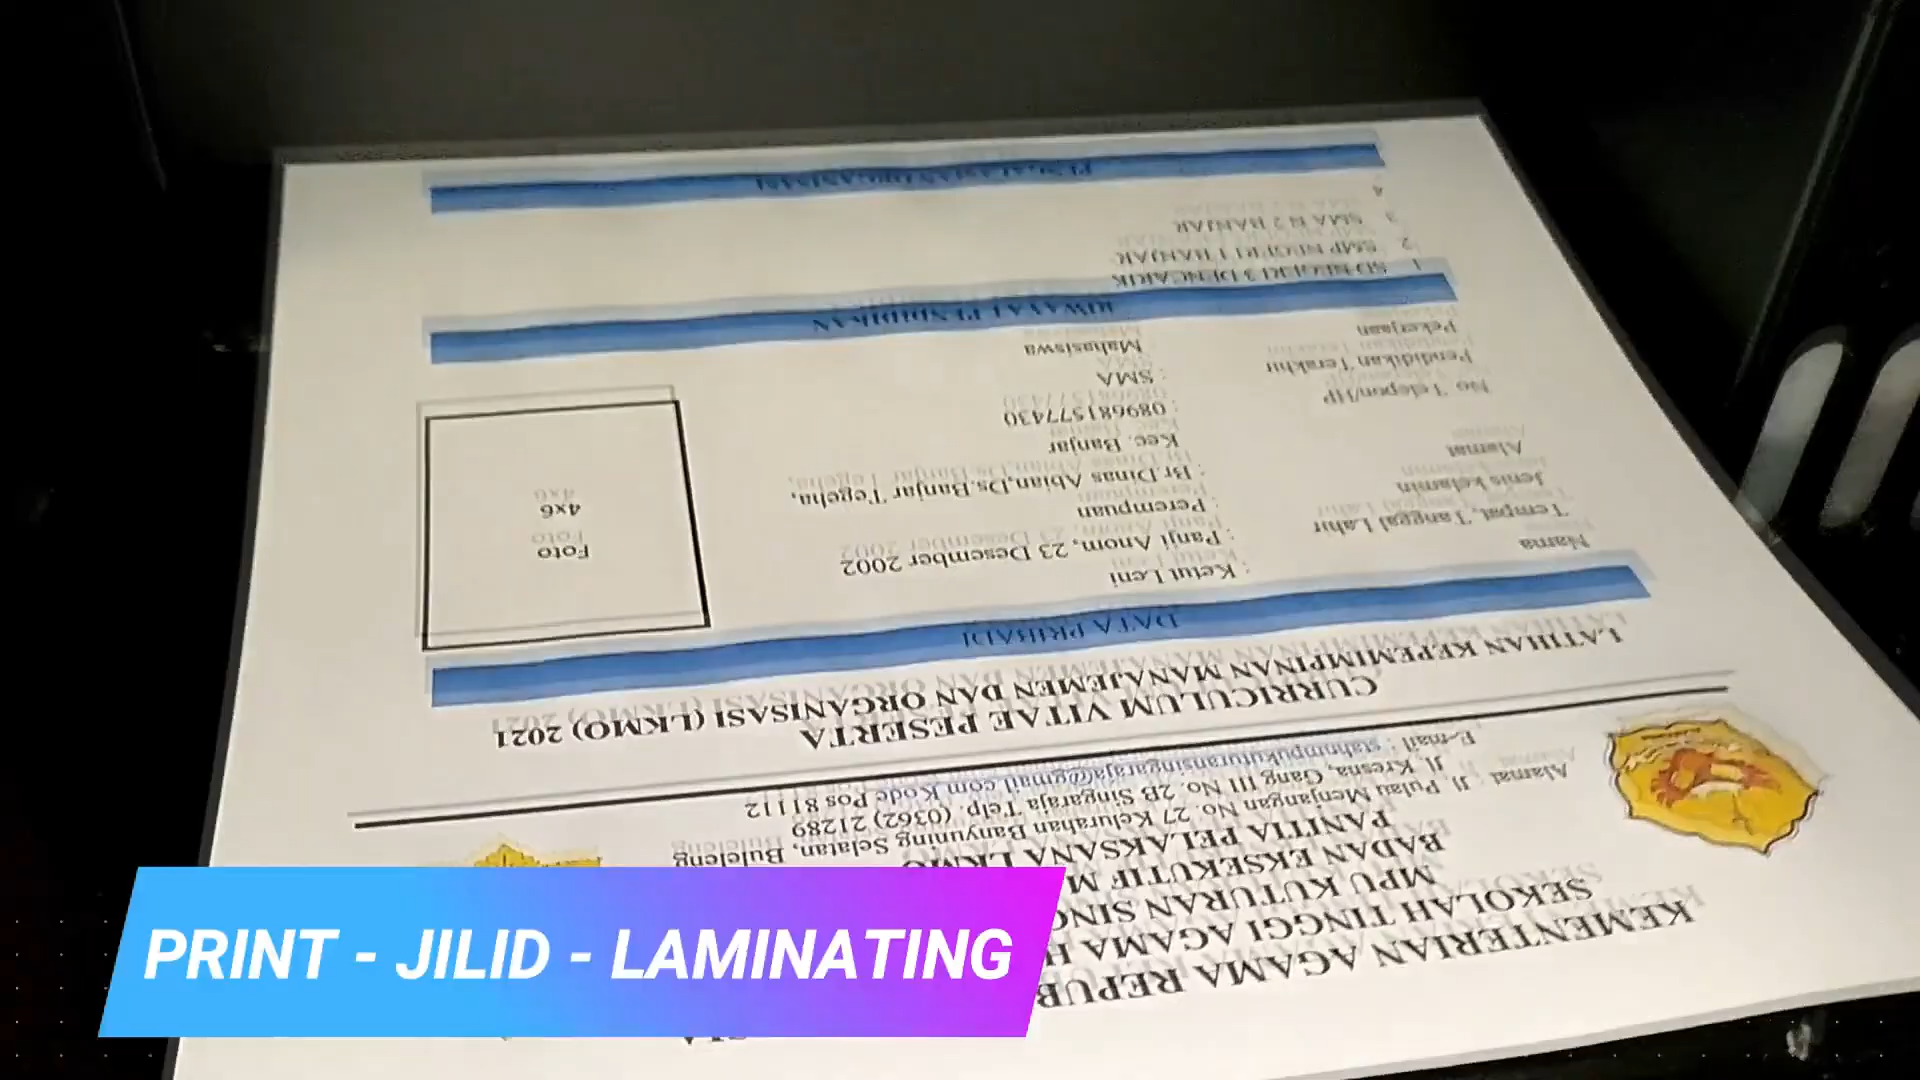 KEMENTERIAN AGAMA REPUB
SEKOLAH TINGGI AGAMA H
MPU KUTURAN SING
BADAN EKSEKUTIF M
PANITIA PELAKSANA LKMO
Alamat : Jl. Pulau Menjangan No. 27 Kelurahan Banyuning Selatan, Buleleng
Jl. Kresna, Gang III No. 2B Singaraja Telp. (0362) 21289
E-mail : stahnmpukuturansingaraja@gmail.com Kode Pos 81112
CURRICULUM VITAE PESERTA
LATIHAN KEPEMIMPINAN MANAJEMEN DAN ORGANISASI (LKMO) 2021
DATA PRIBADI
Nama : Ketut Leni
Tempat, Tanggal Lahir : Panji Anom, 23 Desember 2002
Jenis kelamin : Perempuan
Alamat : Br.Dinas Abian,Ds.Banjar Tegeha,
Kec. Banjar
No Telepon/HP : 089681577430
Pendidikan Terakhir : SMA
Pekerjaan : Mahasiswa
Foto
4x6
RIWAYAT PENDIDIKAN
1 SD NEGERI 3 DENCARIK
2 SMP NEGERI 1 BANJAR
3 SMA N 2 BANJAR
4
PENGALAMAN ORGANISASI
PRINT - JILID - LAMINATING